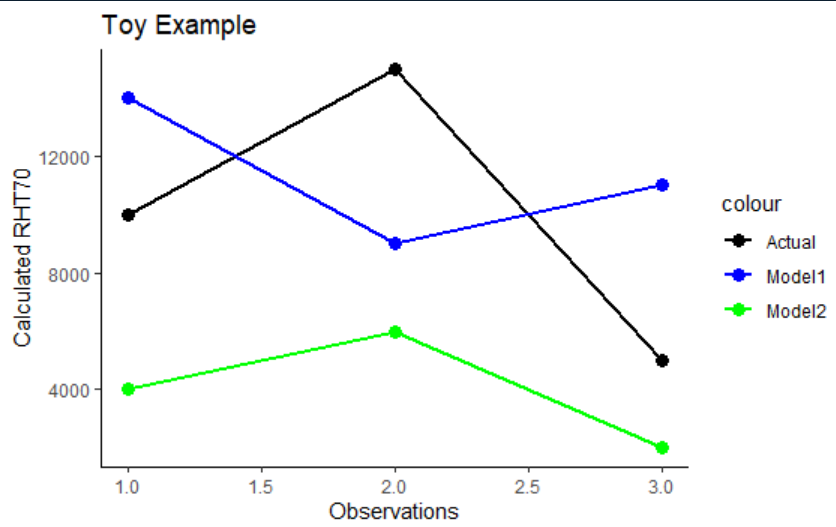 Toy Example
Calculated RHT70
12000
8000
4000
1.0 1.5 2.0 2.5 3.0
Observations
colour
Actual
Model1
Model2